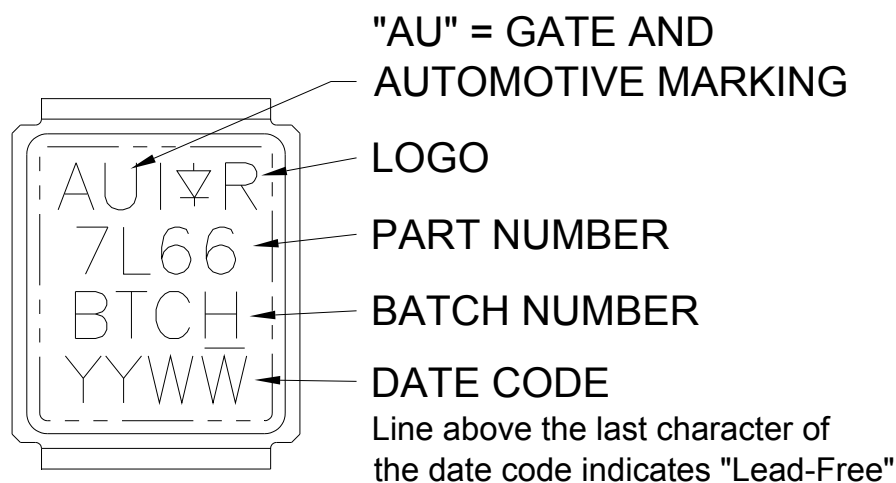 "AU" = GATE AND
AUTOMOTIVE MARKING
LOGO
PART NUMBER
BATCH NUMBER
DATE CODE
Line above the last character of
the date code indicates "Lead-Free"
AUIR
7L66
BTCH
YYWW